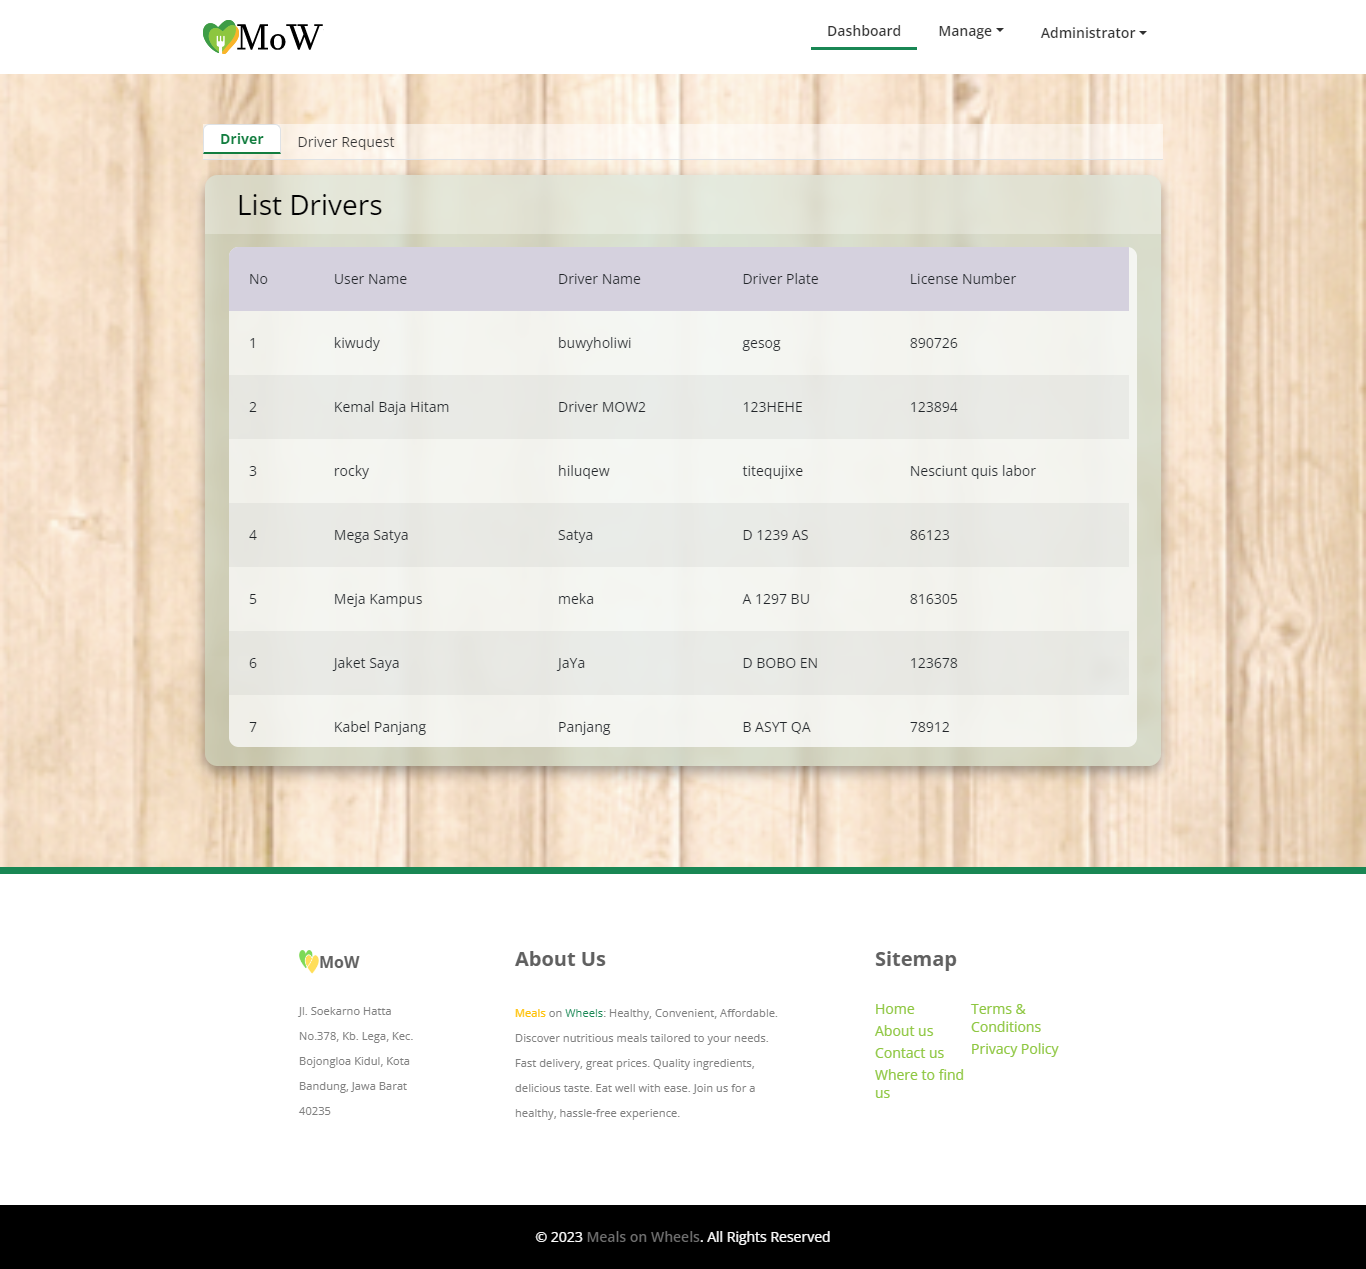 MoW
Dashboard Manage Administrator
Driver Driver Request
List Drivers
No User Name Driver Name Driver Plate License Number
1 kiwudy buwyholiwi gesog 890726
2 Kemal Baja Hitam Driver MOW2 123HEHE 123894
3 rocky hiluqew titequjixe Nesciunt quis labor
4 Mega Satya Satya D 1239 AS 86123
5 Meja Kampus meka A 1297 BU 816305
6 Jaket Saya JaYa D BOBO EN 123678
7 Kabel Panjang Panjang B ASYT QA 78912
MoW
Jl. Soekarno Hatta
No.378, Kb. Lega, Kec.
Bojongloa Kidul, Kota
Bandung, Jawa Barat
40235
About Us
Meals on Wheels: Healthy, Convenient, Affordable.
Discover nutritious meals tailored to your needs.
Fast delivery, great prices. Quality ingredients,
delicious taste. Eat well with ease. Join us for a
healthy, hassle-free experience.
Sitemap
Home
About us
Contact us
Where to find
us
Terms &
Conditions
Privacy Policy
© 2023 Meals on Wheels. All Rights Reserved